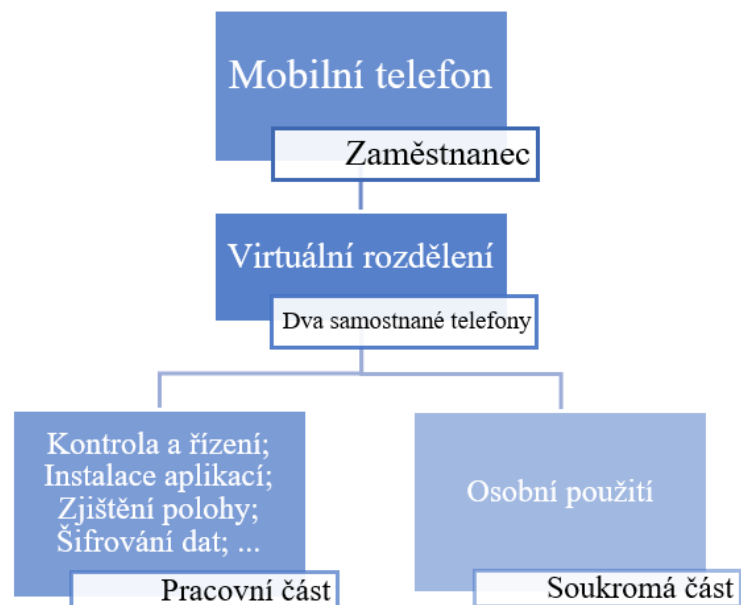 Mobilní telefon
Zaměstnanec
Virtuální rozdělení
Dva samostnané telefony
Kontrola a řízení;
Instalace aplikací;
Zjištění polohy;
Šifrování dat; ...
Pracovní část
Osobní použití
Soukromá část